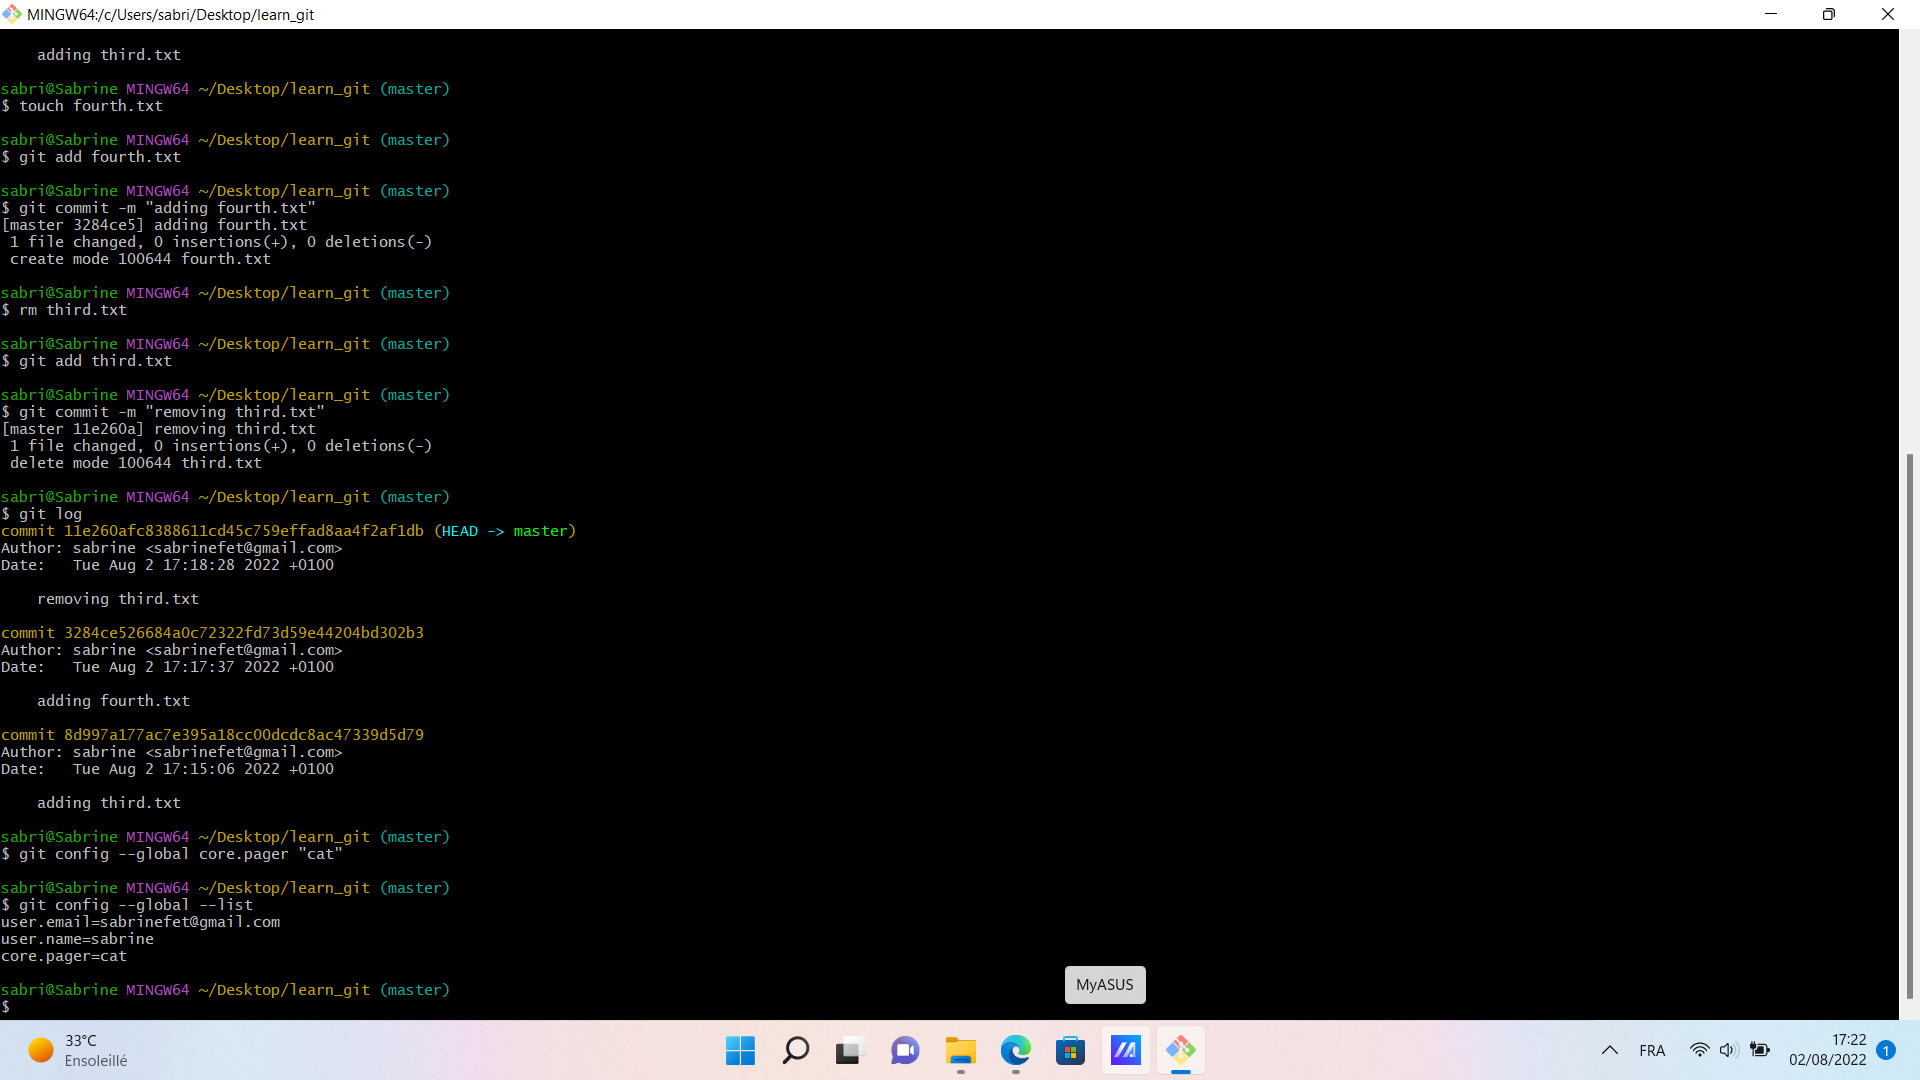 MINGW64:/c/Users/sabri/Desktop/learn_git
    adding third.txt
sabri@Sabrine MINGW64 ~/Desktop/learn_git (master)
$ touch fourth.txt
sabri@Sabrine MINGW64 ~/Desktop/learn_git (master)
$ git add fourth.txt
sabri@Sabrine MINGW64 ~/Desktop/learn_git (master)
$ git commit -m "adding fourth.txt"
[master 3284ce5] adding fourth.txt
 1 file changed, 0 insertions(+), 0 deletions(-)
 create mode 100644 fourth.txt
sabri@Sabrine MINGW64 ~/Desktop/learn_git (master)
$ rm third.txt
sabri@Sabrine MINGW64 ~/Desktop/learn_git (master)
$ git add third.txt
sabri@Sabrine MINGW64 ~/Desktop/learn_git (master)
$ git commit -m "removing third.txt"
[master 11e260a] removing third.txt
 1 file changed, 0 insertions(+), 0 deletions(-)
 delete mode 100644 third.txt
sabri@Sabrine MINGW64 ~/Desktop/learn_git (master)
$ git log
commit 11e260afc8388611cd45c759effad8aa4f2af1db (HEAD -> master)
Author: sabrine <sabrinefet@gmail.com>
Date:   Tue Aug 2 17:18:28 2022 +0100
    removing third.txt
commit 3284ce526684a0c72322fd73d59e44204bd302b3
Author: sabrine <sabrinefet@gmail.com>
Date:   Tue Aug 2 17:17:37 2022 +0100
    adding fourth.txt
commit 8d997a177ac7e395a18cc00dcdc8ac47339d5d79
Author: sabrine <sabrinefet@gmail.com>
Date:   Tue Aug 2 17:15:06 2022 +0100
    adding third.txt
sabri@Sabrine MINGW64 ~/Desktop/learn_git (master)
$ git config --global core.pager "cat"
sabri@Sabrine MINGW64 ~/Desktop/learn_git (master)
$ git config --global --list
user.email=sabrinefet@gmail.com
user.name=sabrine
core.pager=cat
sabri@Sabrine MINGW64 ~/Desktop/learn_git (master)
$
MyASUS
33°C
Ensoleillé
FRA
17:22
02/08/2022
1